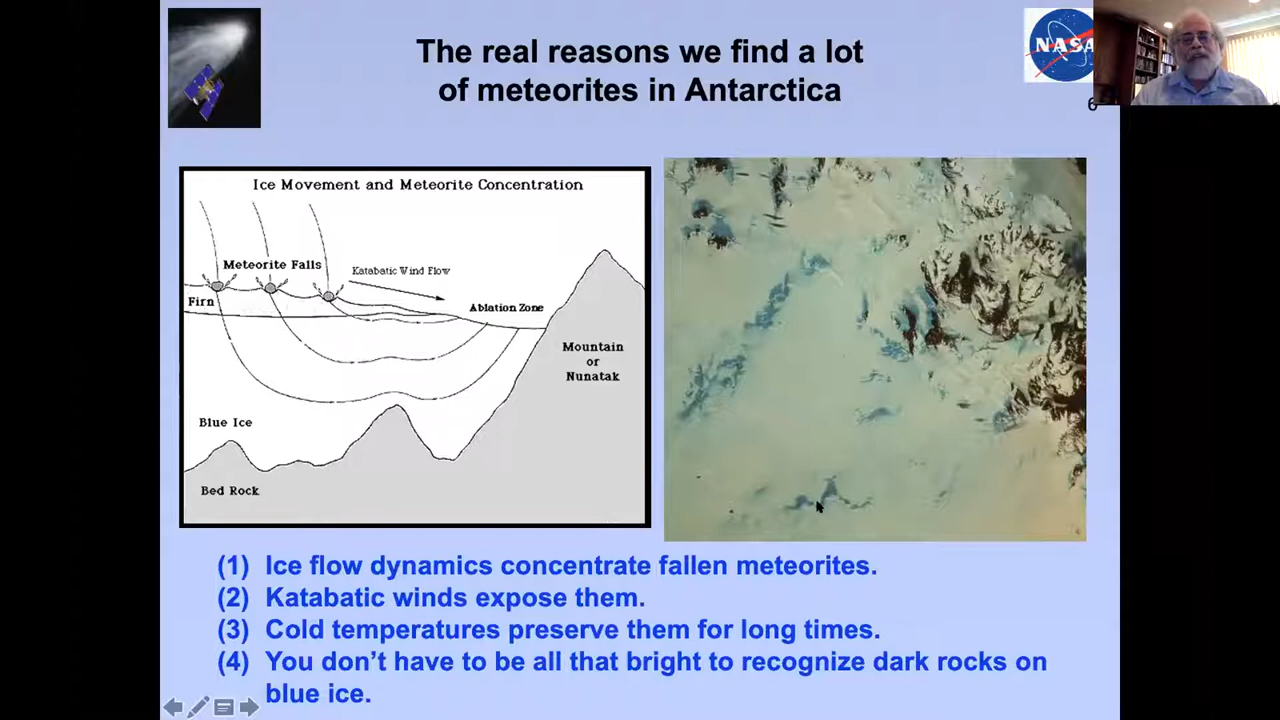 The real reasons we find a lot
of meteorites in Antarctica
NASA
Ice Movement and Meteorite Concentration
Meteorite Falls
Katabatic Wind Flow
Firn
Ablation Zone
Mountain
or
Nunatak
Blue Ice
Bed Rock
(1) Ice flow dynamics concentrate fallen meteorites.
(2) Katabatic winds expose them.
(3) Cold temperatures preserve them for long times.
(4) You don’t have to be all that bright to recognize dark rocks on
blue ice.